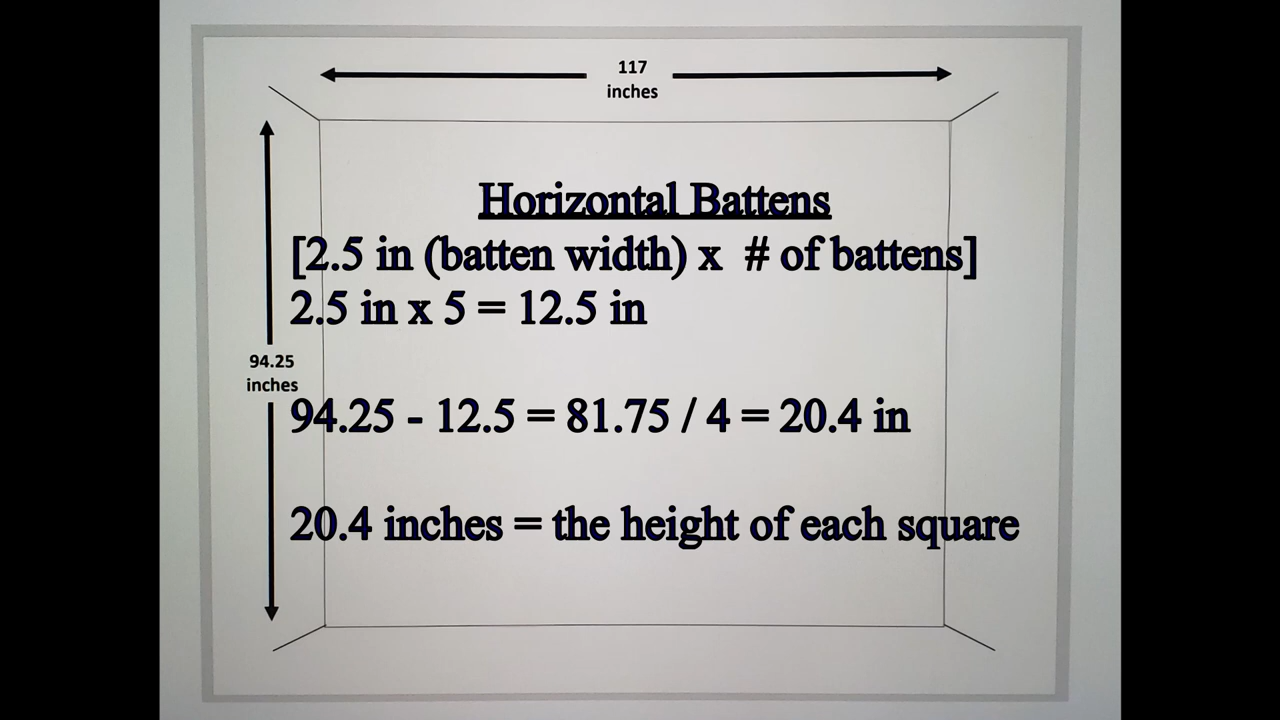 117
inches
Horizontal Battens
[2.5 in (batten width) x # of battens]
2.5 in x 5 = 12.5 in
94.25
inches
94.25 - 12.5 = 81.75 / 4 = 20.4 in
20.4 inches = the height of each square